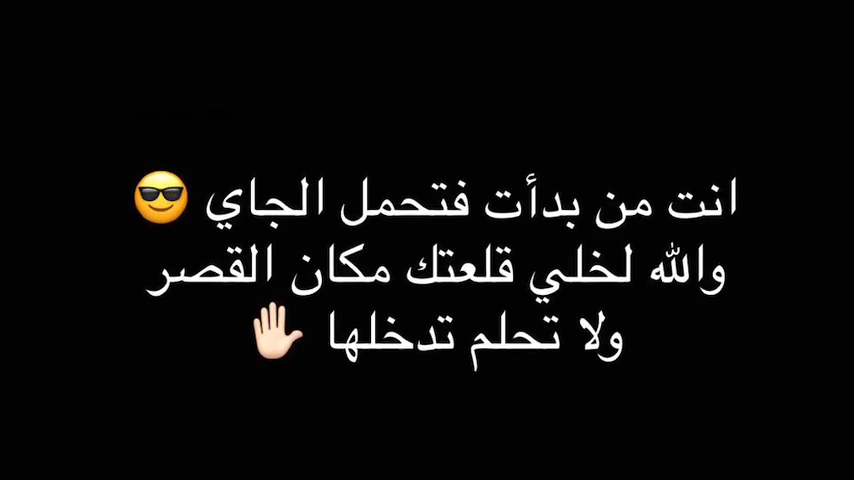 انت من بدأت فتحمل الجاي 😎
والله لخلي قلعتك مكان القصر
ولا تحلم تدخلها 🤚🏻